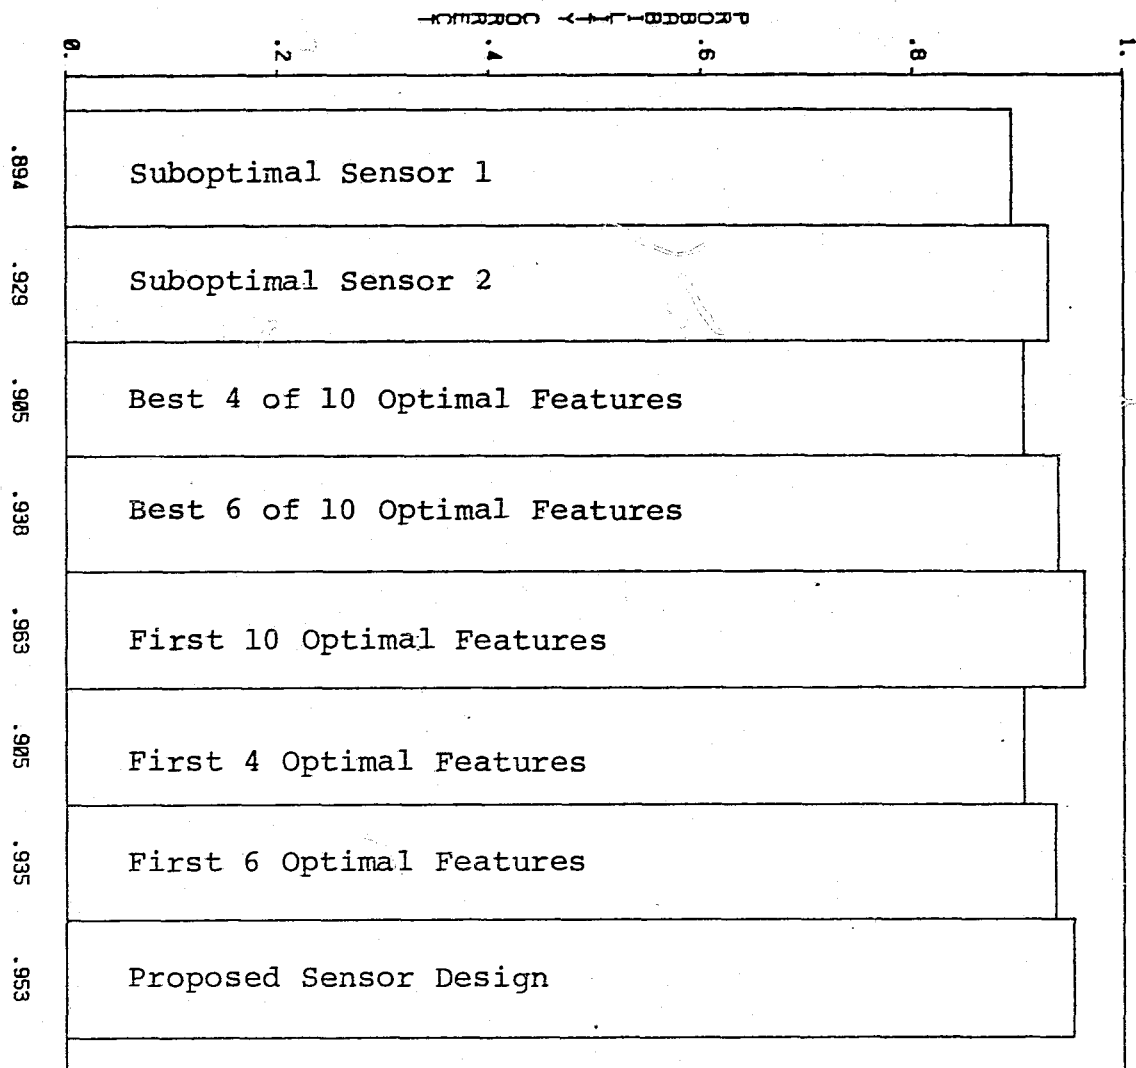 PROBABILITY CORRECT
0. .2 .4 .6 .8 1.
.894 Suboptimal Sensor 1
.929 Suboptimal Sensor 2
.905 Best 4 of 10 Optimal Features
.938 Best 6 of 10 Optimal Features
.963 First 10 Optimal Features
.905 First 4 Optimal Features
.935 First 6 Optimal Features
.953 Proposed Sensor Design